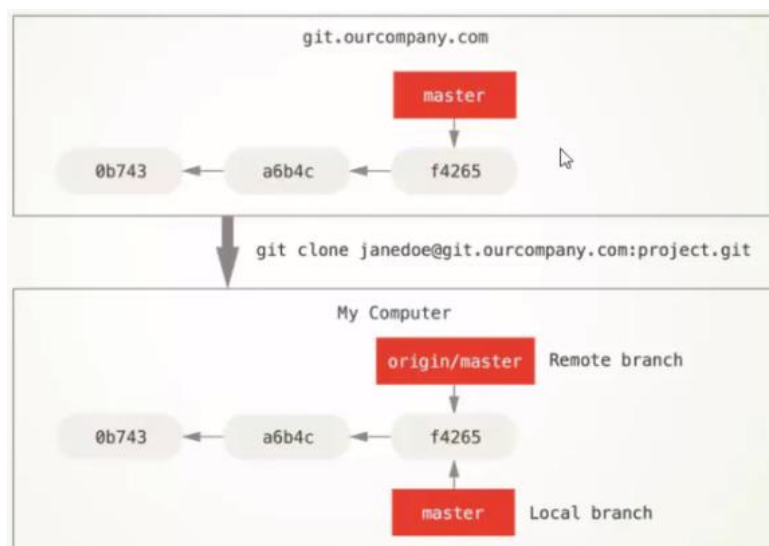 git.ourcompany.com
master
0b743 a6b4c f4265
git clone janedoe@git.ourcompany.com:project.git
My Computer
origin/master Remote branch
0b743 a6b4c f4265
master Local branch